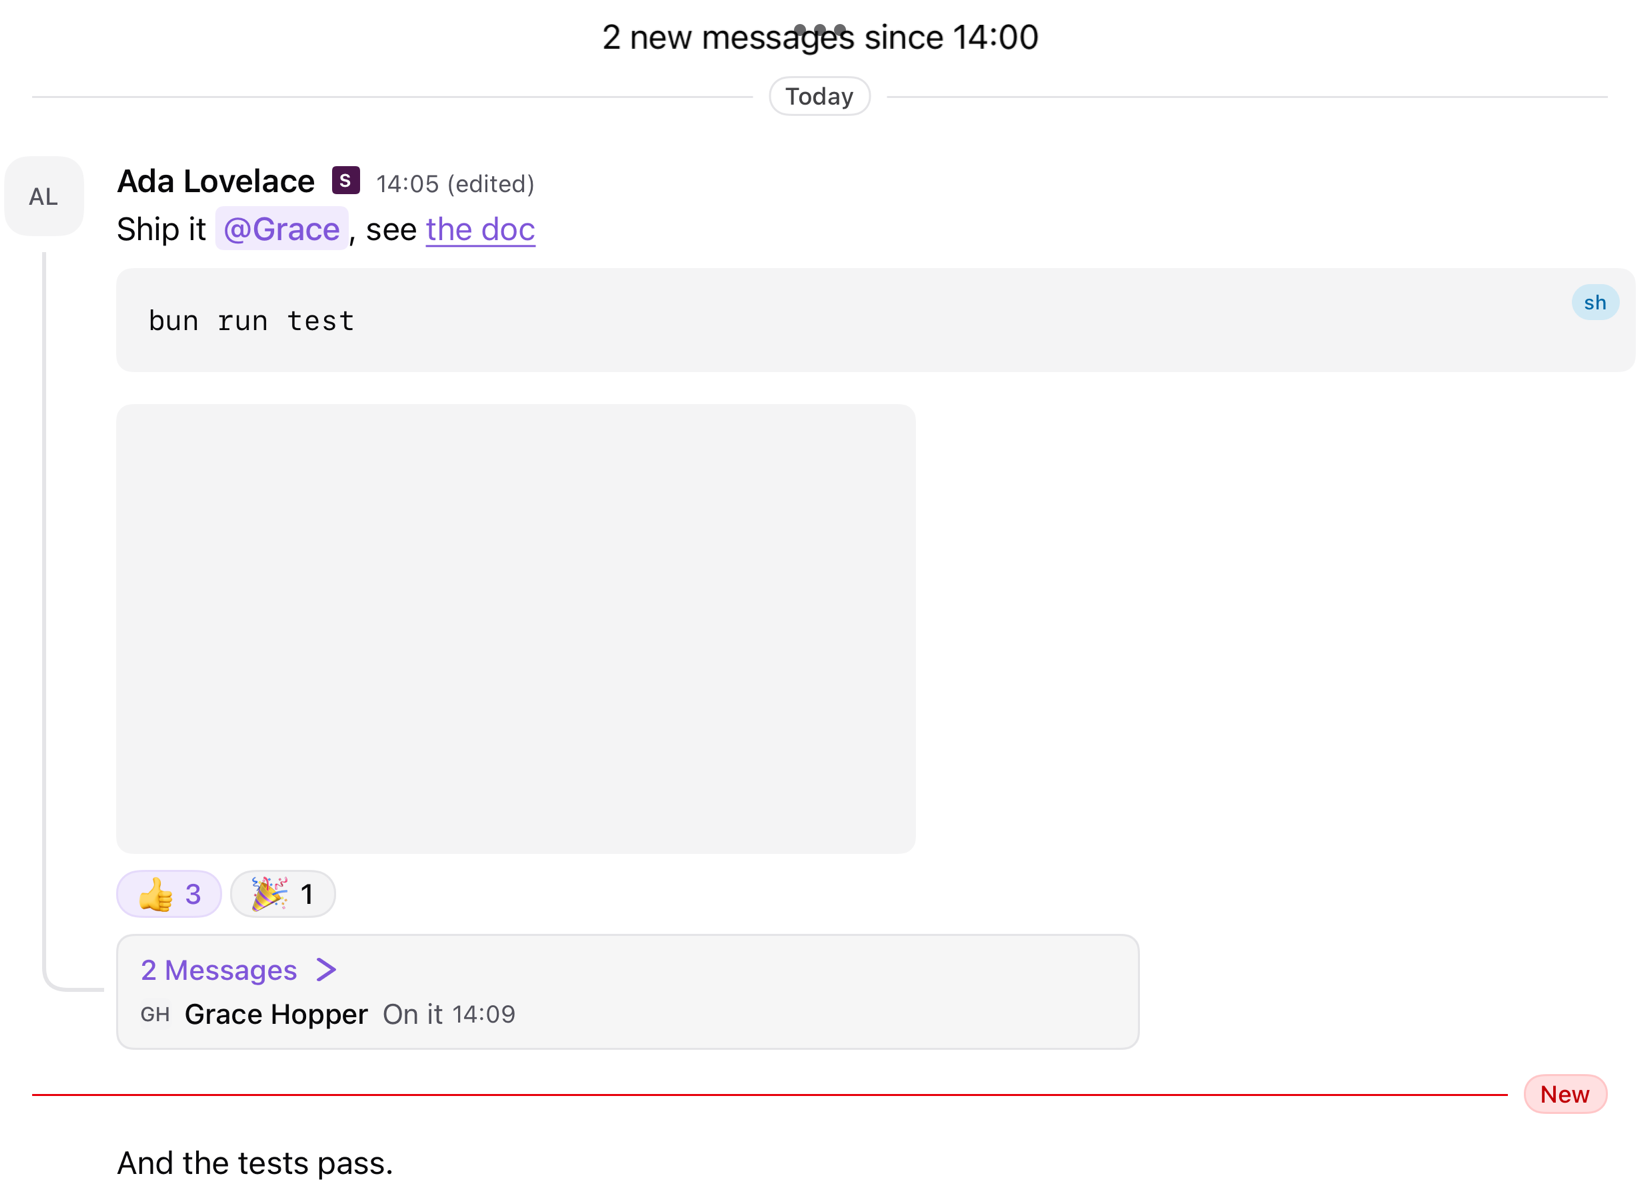 2 new messages since 14:00
Today
AL
Ada Lovelace S 14:05 (edited)
Ship it @Grace, see the doc
sh
bun run test
👍 3 🎉 1
2 Messages >
GH Grace Hopper On it 14:09
New
And the tests pass.